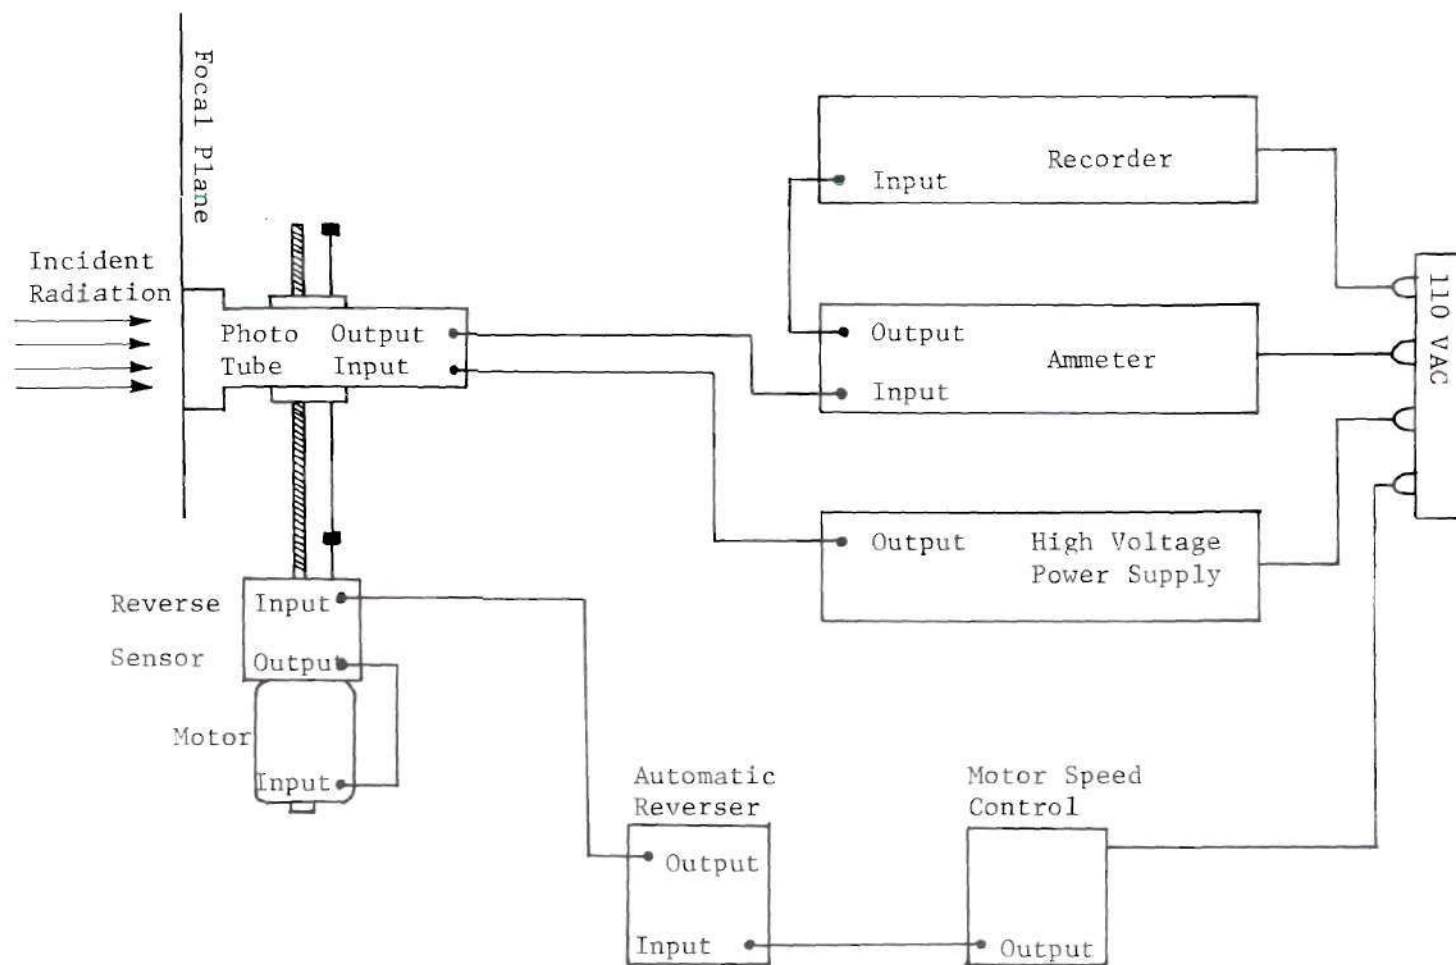 Focal Plane
Incident
Radiation
Photo Output
Tube Input
Recorder
Input
Output
Ammeter
Input
110 VAC
Output High Voltage
Power Supply
Reverse
Sensor
Input
Output
Motor
Input
Automatic
Reverser
Output
Input
Motor Speed
Control
Output